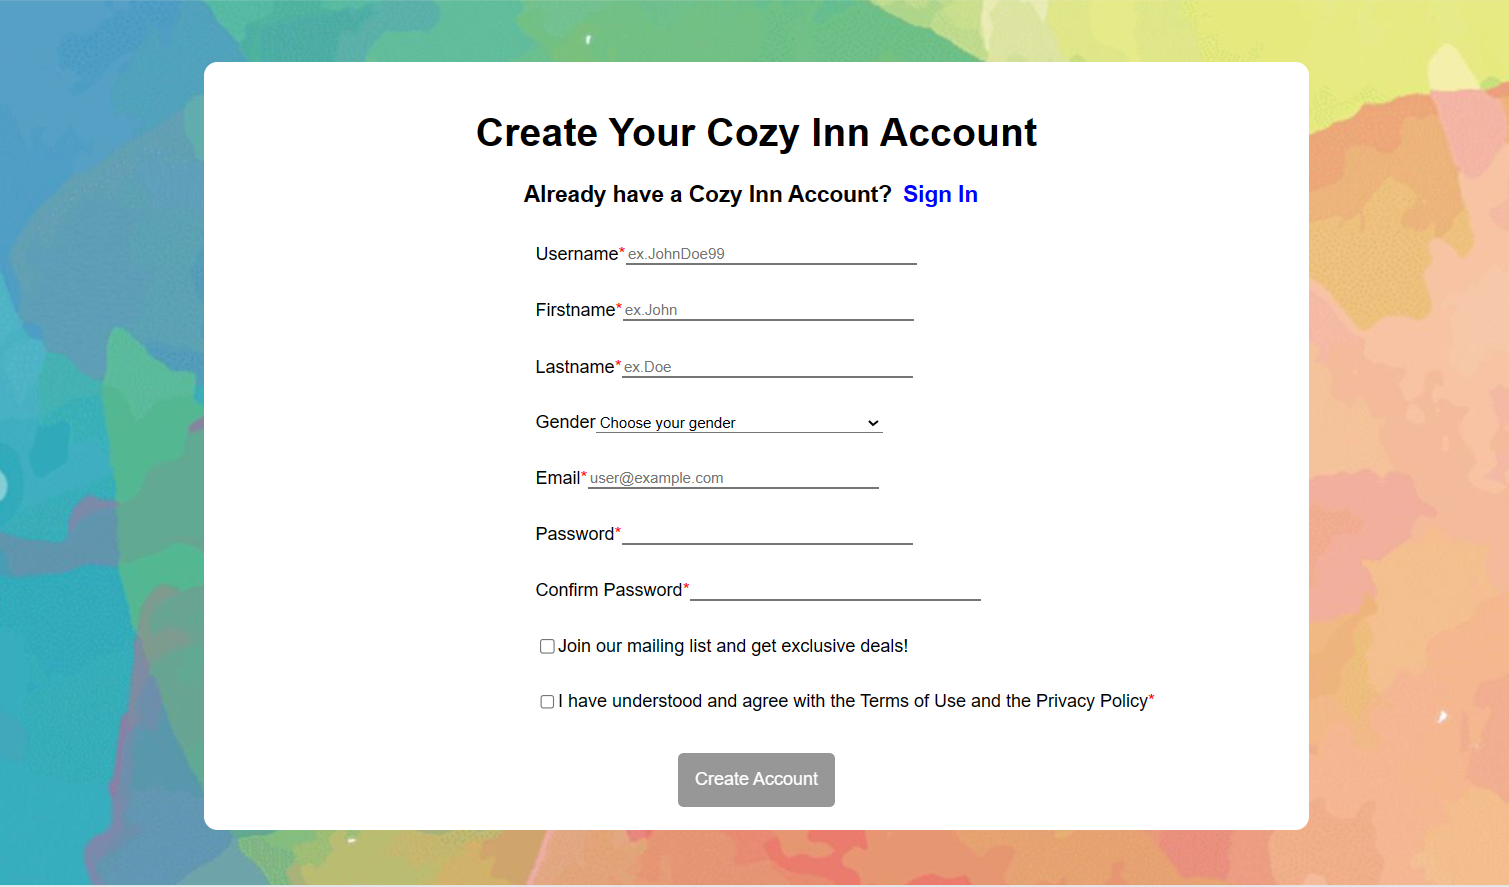 Create Your Cozy Inn Account
Already have a Cozy Inn Account? Sign In
Username* ex.JohnDoe99
Firstname* ex.John
Lastname* ex.Doe
Gender Choose your gender
Email* user@example.com
Password*
Confirm Password*
Join our mailing list and get exclusive deals!
I have understood and agree with the Terms of Use and the Privacy Policy*
Create Account